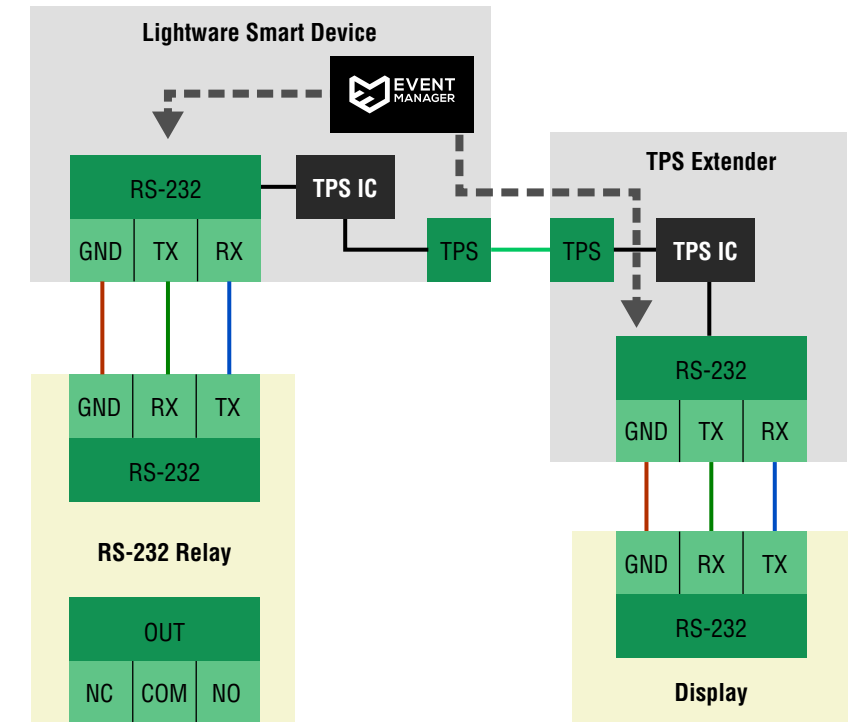 Lightware Smart Device
EVENT
MANAGER
RS-232
TPS IC
GND TX RX
TPS
TPS Extender
TPS
TPS IC
RS-232
GND TX RX
GND RX TX
RS-232
RS-232 Relay
OUT
NC COM NO
GND RX TX
RS-232
Display